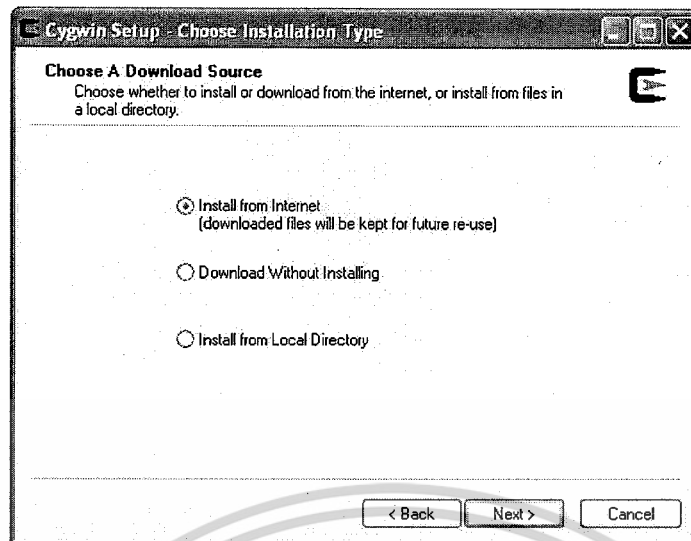 Cygwin Setup - Choose Installation Type
Choose A Download Source
Choose whether to install or download from the internet, or install from files in
a local directory.
Install from Internet
(downloaded files will be kept for future re-use)
Download Without Installing
Install from Local Directory
< Back
Next >
Cancel